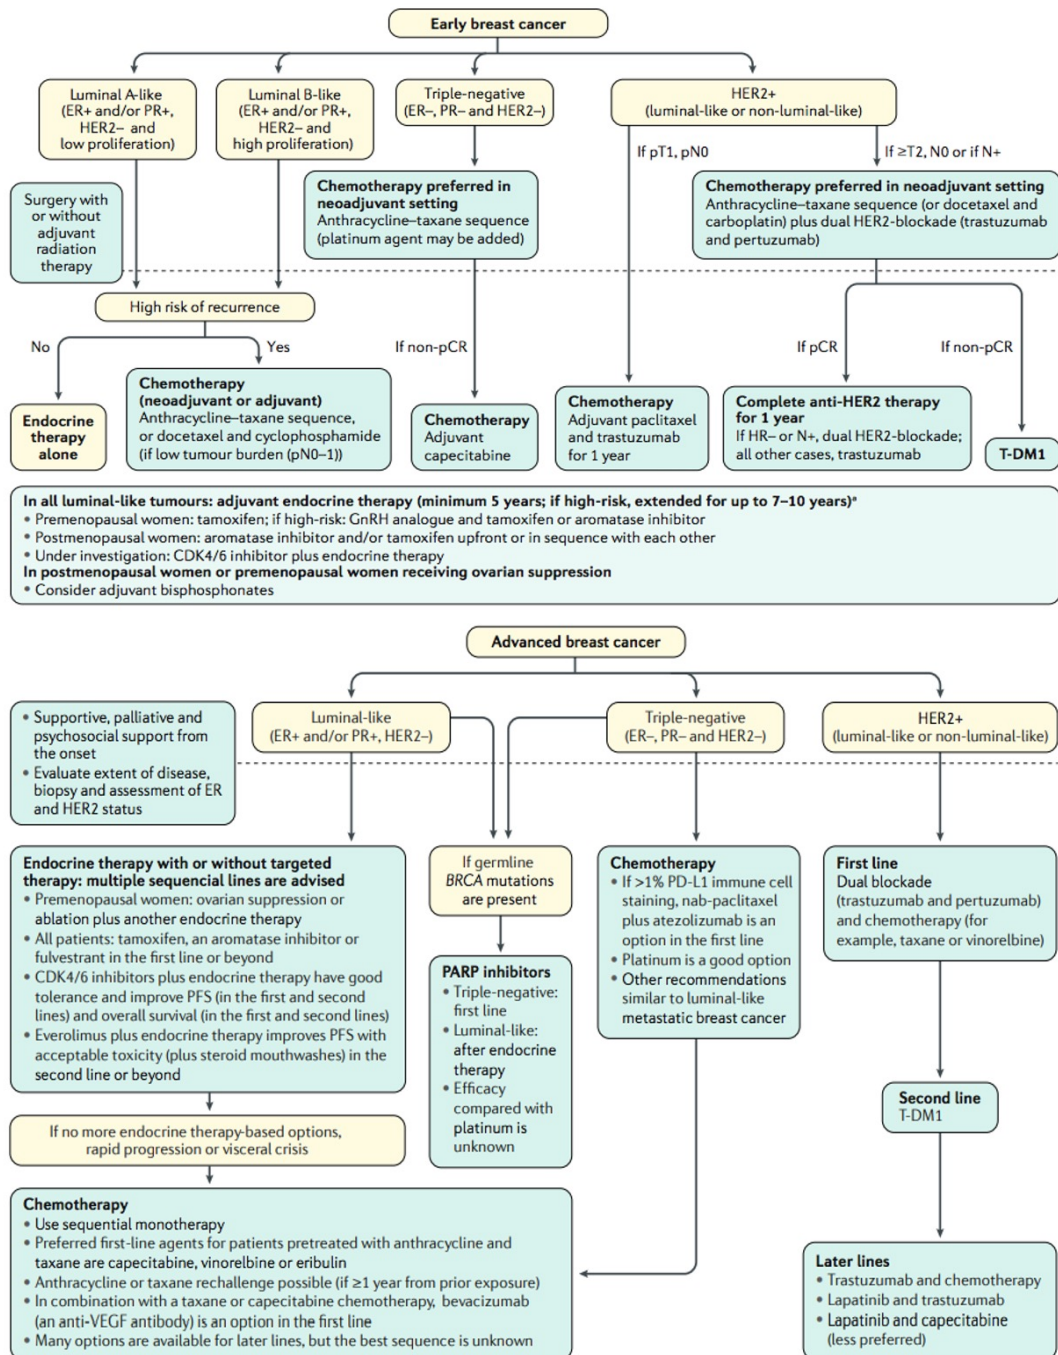 Early breast cancer
Luminal A-like
(ER+ and/or PR+,
HER2– and
low proliferation)
Luminal B-like
(ER+ and/or PR+,
HER2– and
high proliferation)
Triple-negative
(ER–, PR– and HER2–)
HER2+
(luminal-like or non-luminal-like)
If pT1, pN0
If ≥T2, N0 or if N+
Surgery with
or without
adjuvant
radiation
therapy
Chemotherapy preferred in
neoadjuvant setting
Anthracycline–taxane sequence
(platinum agent may be added)
Chemotherapy preferred in neoadjuvant setting
Anthracycline–taxane sequence (or docetaxel and
carboplatin) plus dual HER2-blockade (trastuzumab
and pertuzumab)
High risk of recurrence
No
Yes
If non-pCR
If pCR
If non-pCR
Endocrine
therapy
alone
Chemotherapy
(neoadjuvant or adjuvant)
Anthracycline–taxane sequence,
or docetaxel and cyclophosphamide
(if low tumour burden (pN0–1))
Chemotherapy
Adjuvant
capecitabine
Chemotherapy
Adjuvant paclitaxel
and trastuzumab
for 1 year
Complete anti-HER2 therapy
for 1 year
If HR– or N+, dual HER2-blockade;
all other cases, trastuzumab
T-DM1
In all luminal-like tumours: adjuvant endocrine therapy (minimum 5 years; if high-risk, extended for up to 7–10 years)ª
• Premenopausal women: tamoxifen; if high-risk: GnRH analogue and tamoxifen or aromatase inhibitor
• Postmenopausal women: aromatase inhibitor and/or tamoxifen upfront or in sequence with each other
• Under investigation: CDK4/6 inhibitor plus endocrine therapy
In postmenopausal women or premenopausal women receiving ovarian suppression
• Consider adjuvant bisphosphonates
Advanced breast cancer
• Supportive, palliative and
psychosocial support from
the onset
• Evaluate extent of disease,
biopsy and assessment of ER
and HER2 status
Luminal-like
(ER+ and/or PR+, HER2–)
Triple-negative
(ER–, PR– and HER2–)
HER2+
(luminal-like or non-luminal-like)
Endocrine therapy with or without targeted
therapy: multiple sequencial lines are advised
• Premenopausal women: ovarian suppression or
ablation plus another endocrine therapy
• All patients: tamoxifen, an aromatase inhibitor or
fulvestrant in the first line or beyond
• CDK4/6 inhibitors plus endocrine therapy have good
tolerance and improve PFS (in the first and second
lines) and overall survival (in the first and second lines)
• Everolimus plus endocrine therapy improves PFS with
acceptable toxicity (plus steroid mouthwashes) in the
second line or beyond
If germline
BRCA mutations
are present
PARP inhibitors
• Triple-negative:
first line
• Luminal-like:
after endocrine
therapy
• Efficacy
compared with
platinum is
unknown
Chemotherapy
• If >1% PD-L1 immune cell
staining, nab-paclitaxel
plus atezolizumab is an
option in the first line
• Platinum is a good option
• Other recommendations
similar to luminal-like
metastatic breast cancer
First line
Dual blockade
(trastuzumab and pertuzumab)
and chemotherapy (for
example, taxane or vinorelbine)
Second line
T-DM1
If no more endocrine therapy-based options,
rapid progression or visceral crisis
Chemotherapy
• Use sequential monotherapy
• Preferred first-line agents for patients pretreated with anthracycline and
taxane are capecitabine, vinorelbine or eribulin
• Anthracycline or taxane rechallenge possible (if ≥1 year from prior exposure)
• In combination with a taxane or capecitabine chemotherapy, bevacizumab
(an anti-VEGF antibody) is an option in the first line
• Many options are available for later lines, but the best sequence is unknown
Later lines
• Trastuzumab and chemotherapy
• Lapatinib and trastuzumab
• Lapatinib and capecitabine
(less preferred)